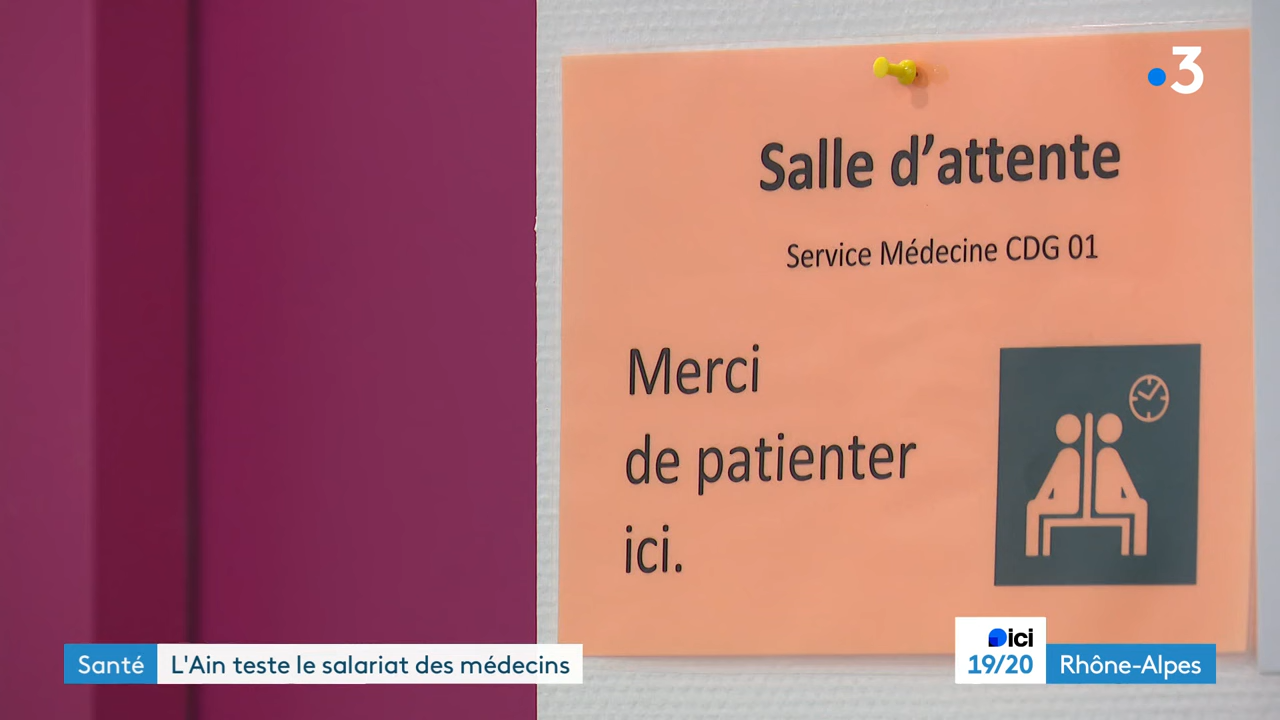 3
Salle d'attente
Service Médecine CDG 01
Merci
de patienter
ici.
ici
Santé L'Ain teste le salariat des médecins
19/20 Rhône-Alpes